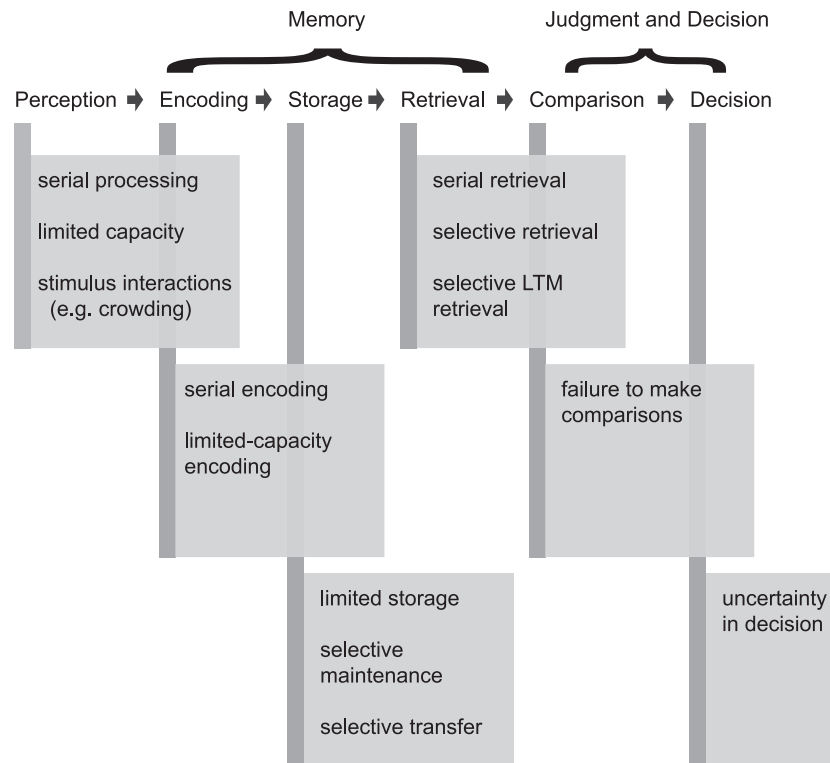 Memory
Judgment and Decision
Perception
Encoding
Storage
Retrieval
Comparison
Decision
serial processing
limited capacity
stimulus interactions
(e.g. crowding)
serial retrieval
selective retrieval
selective LTM
retrieval
serial encoding
limited-capacity
encoding
failure to make
comparisons
limited storage
selective
maintenance
selective transfer
uncertainty
in decision